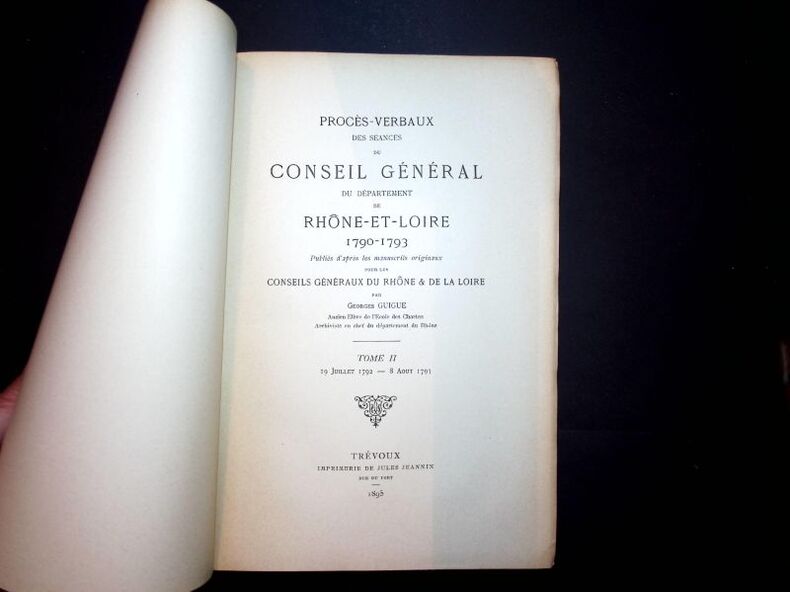 PROCÈS-VERBAUX
DES SÉANCES
DU
CONSEIL GÉNÉRAL
DU DÉPARTEMENT
DE
RHÔNE-ET-LOIRE
1790-1793
Publiés d'après les manuscrits originaux
POUR LES
CONSEILS GÉNÉRAUX DU RHÔNE & DE LA LOIRE
PAR
GEORGES GUIGUE
Ancien Élève de l'Ecole des Chartes
Archiviste en chef du département du Rhône
TOME II
19 JUILLET 1792 — 8 AOUT 1793
TRÉVOUX
IMPRIMERIE DE JULES JEANNIN
RUE DU PORT
1895